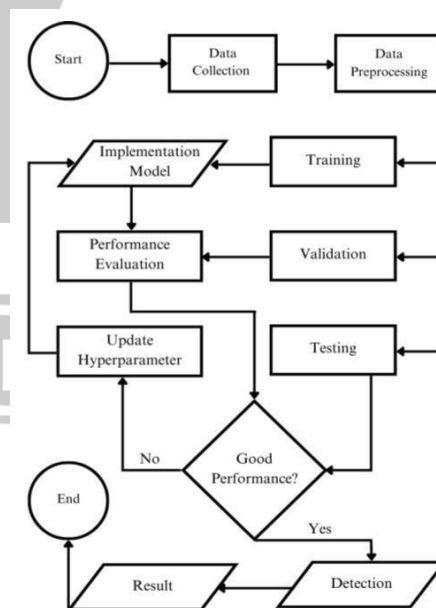 Start
Data
Collection
Data
Preprocessing
Implementation
Model
Training
Performance
Evaluation
Validation
Update
Hyperparameter
Testing
No
Good
Performance?
End
Yes
Result
Detection